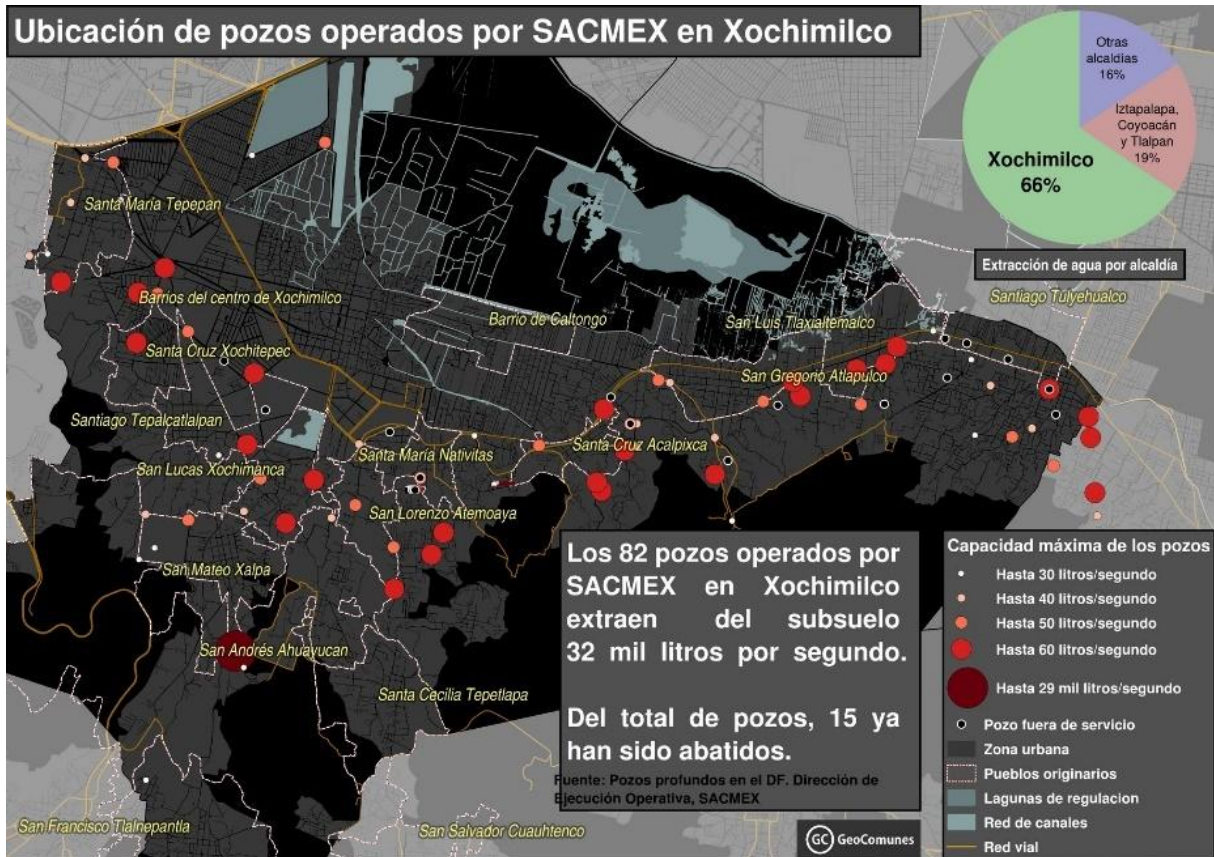 Ubicación de pozos operados por SACMEX en Xochimilco
Otras
alcaldías
16%
Iztapalapa,
Coyoacán
y Tlalpan
19%
Xochimilco
66%
Extracción de agua por alcaldía
Santa María Tepepan
Barrios del centro de Xochimilco
Santa Cruz Xochitepec
Santiago Tepalcatlalpan
San Lucas Xochimanca
Santa María Nativitas
San Lorenzo Atemoaya
San Mateo Xalpa
San Andrés Ahuayucan
Santa Cecilia Tepetlapa
San Francisco Tlalnepantla
San Salvador Cuauhtenco
Barrio de Caltongo
San Luis Tlaxialtemalco
San Gregorio Atlapulco
Santa Cruz Acalpixca
Santiago Tulyehualco
Los 82 pozos operados por
SACMEX en Xochimilco
extraen del subsuelo
32 mil litros por segundo.
Del total de pozos, 15 ya
han sido abatidos.
Fuente: Pozos profundos en el DF. Dirección de
Ejecución Operativa, SACMEX
GC GeoComunes
Capacidad máxima de los pozos
Hasta 30 litros/segundo
Hasta 40 litros/segundo
Hasta 50 litros/segundo
Hasta 60 litros/segundo
Hasta 29 mil litros/segundo
Pozo fuera de servicio
Zona urbana
Pueblos originarios
Lagunas de regulacion
Red de canales
Red vial